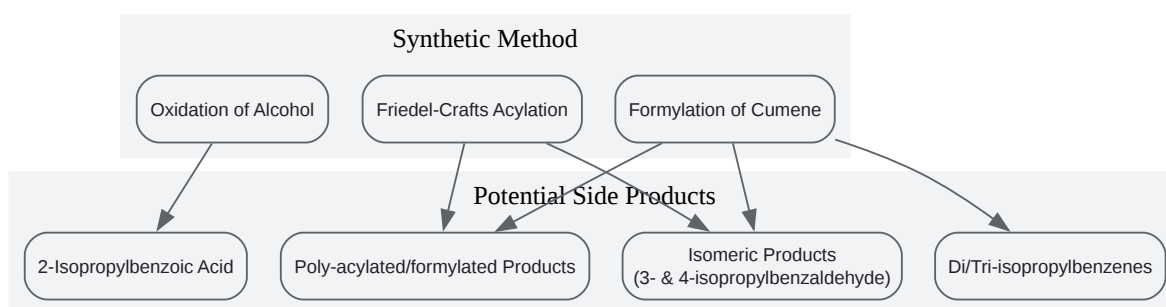 Synthetic Method
Oxidation of Alcohol
Friedel-Crafts Acylation
Formylation of Cumene
Potential Side Products
2-Isopropylbenzoic Acid
Poly-acylated/formylated Products
Isomeric Products
(3- & 4-isopropylbenzaldehyde)
Di/Tri-isopropylbenzenes